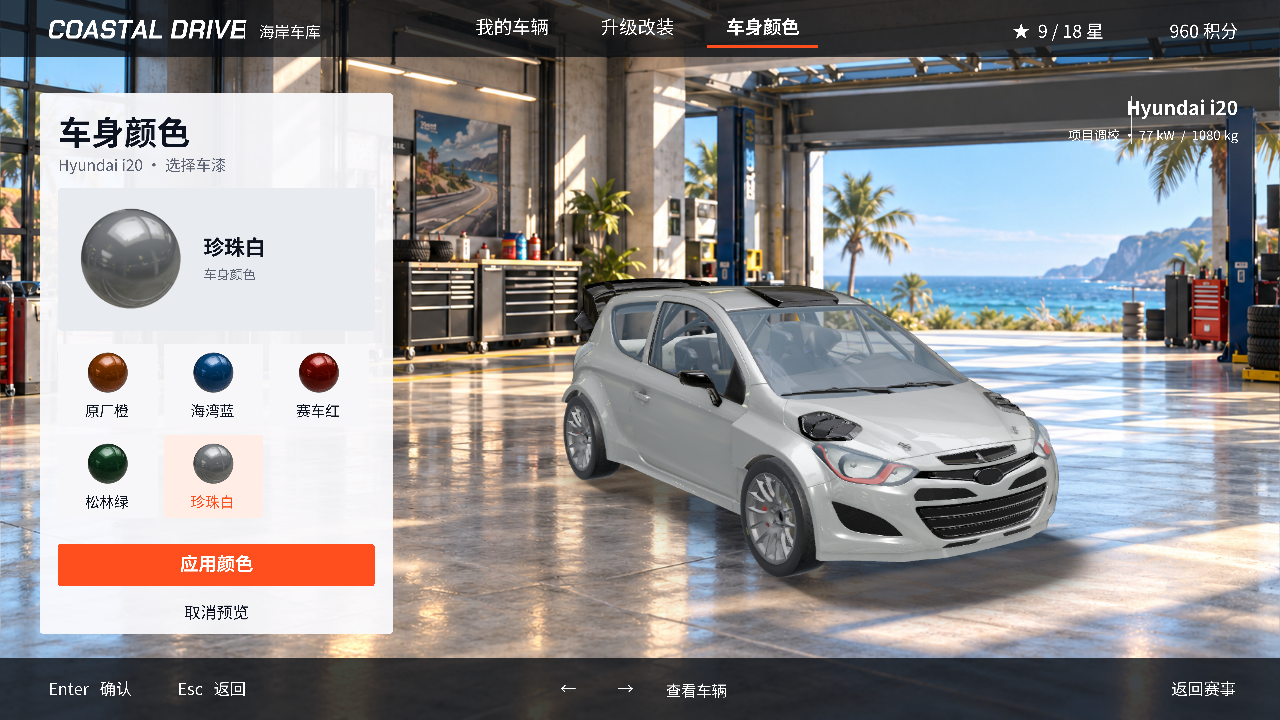 COASTAL DRIVE 海岸车库
我的车辆
升级改装
车身颜色
★ 9 / 18 星
960 积分
Hyundai i20
项目调校 · 77 kW / 1080 kg
车身颜色
Hyundai i20 • 选择车漆
珍珠白
车身颜色
原厂橙
海湾蓝
赛车红
松林绿
珍珠白
应用颜色
取消预览
Enter 确认
Esc 返回
← → 查看车辆
返回赛事